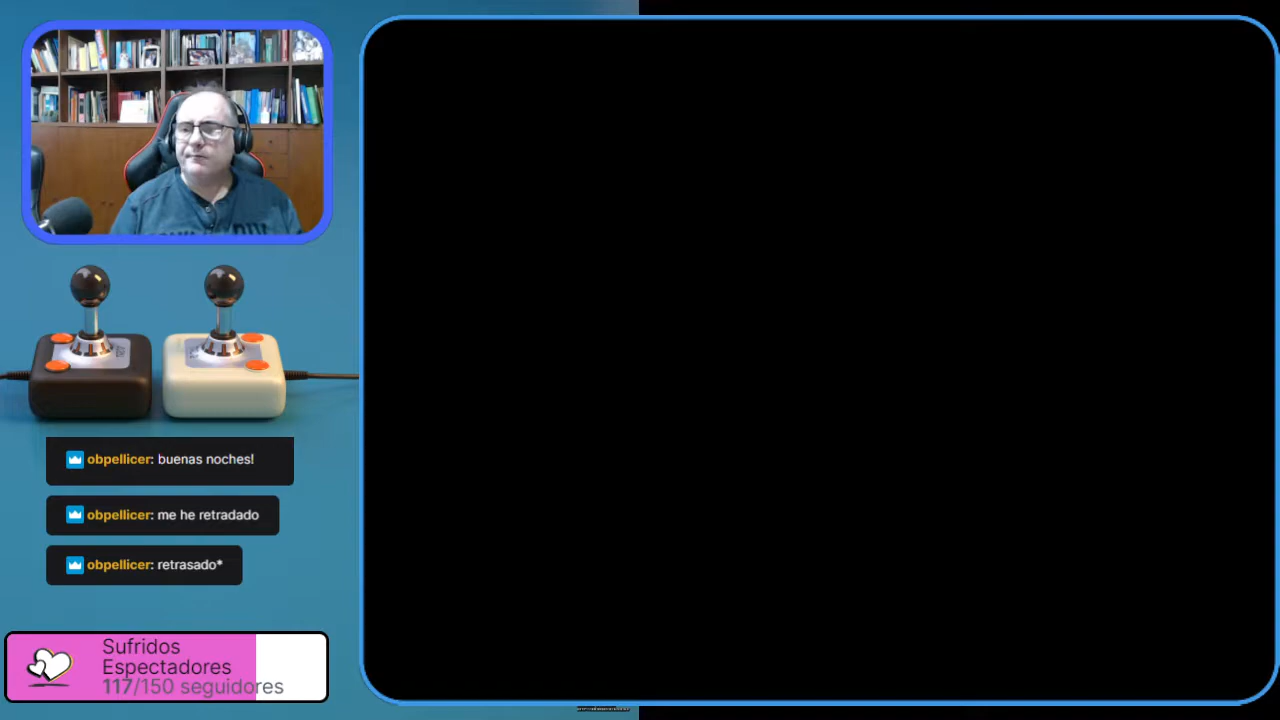 obpellicer: buenas noches!
obpellicer: me he retradado
obpellicer: retrasado*
Sufridos
Espectadores
117/150 seguidores